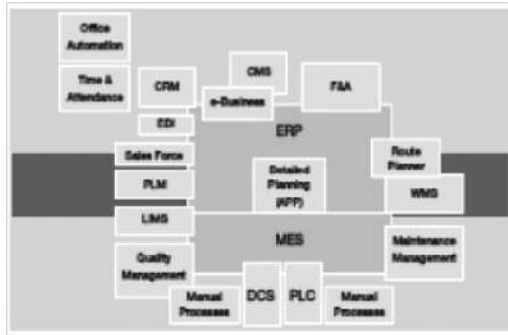 Office
Automation
Time &
Attendance
CRM
CMS
e-Business
F&A
EDI
ERP
Sales Force
PLM
Detailed
Planning
(APP)
Route
Planner
WMS
LIMS
MES
Quality
Management
Maintenance
Management
Manual
Processes
DCS
PLC
Manual
Processes